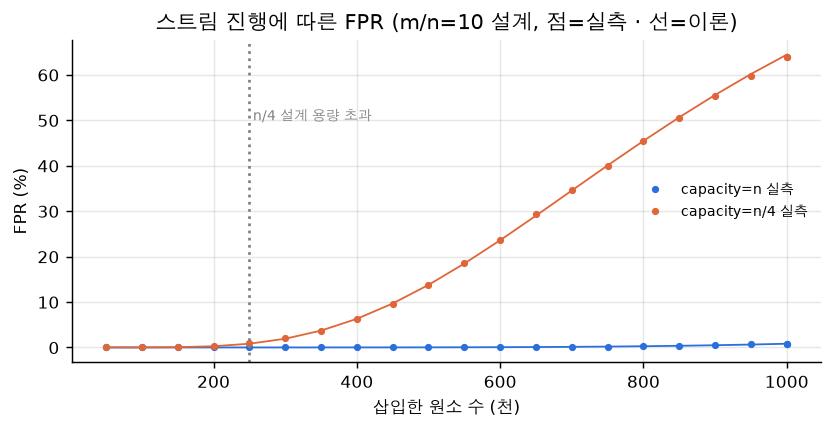 스트림 진행에 따른 FPR (m/n=10 설계, 점=실측 · 선=이론)
FPR (%)
60
50
40
30
20
10
0
n/4 설계 용량 초과
capacity=n 실측
capacity=n/4 실측
200
400
600
800
1000
삽입한 원소 수 (천)